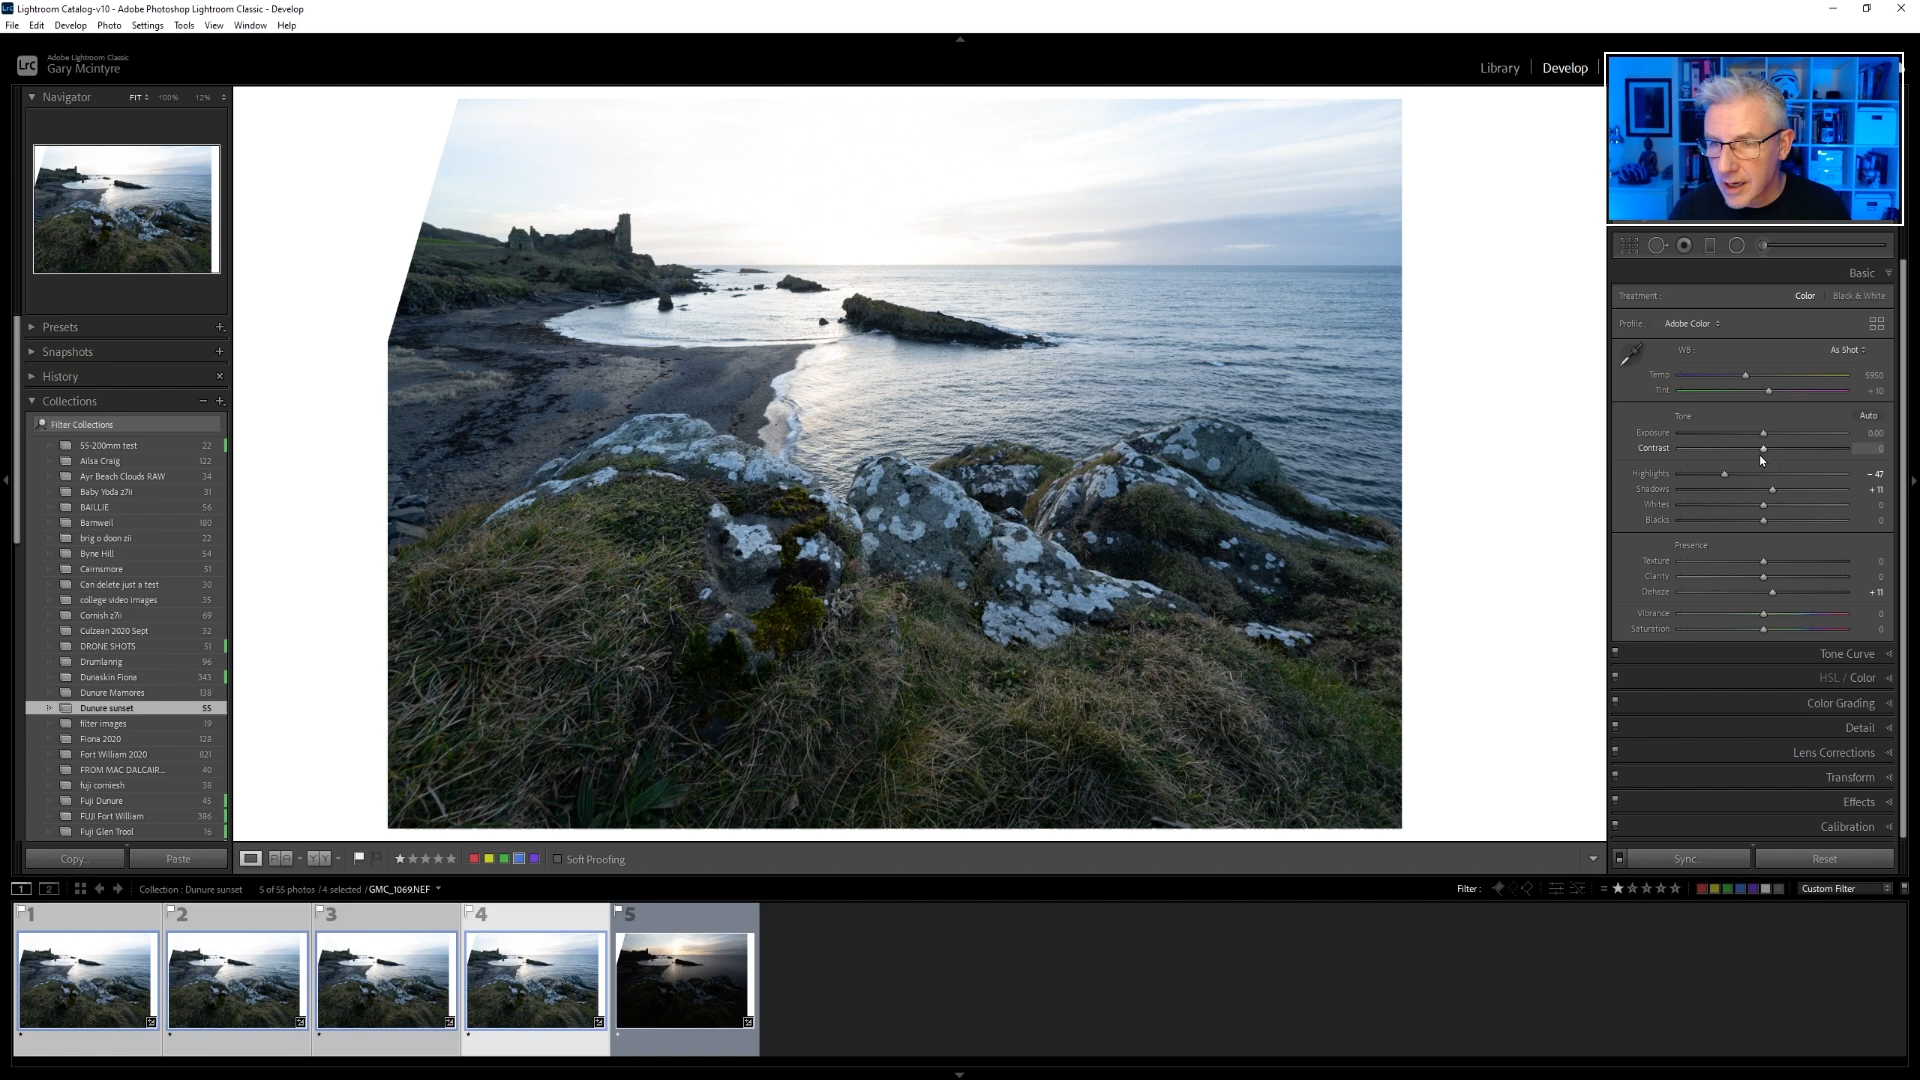 Lightroom Catalog-v10 - Adobe Photoshop Lightroom Classic - Develop
File Edit Develop Photo Settings Tools View Window Help
LrC Adobe Lightroom Classic
Gary Mcintyre
Library | Develop |
Navigator FIT 100% 12%
Presets
Snapshots
History
Collections
Filter Collections
55-200mm test 22
Ailsa Craig 122
Ayr Beach Clouds RAW 34
Baby Yoda z7ii 31
BAILLIE 56
Barnweil 180
brig o doon zii 22
Byne Hill 54
Cairnsmore 51
Can delete just a test 30
college video images 35
Cornish z7ii 69
Culzean 2020 Sept 32
DRONE SHOTS 51
Drumlanrig 96
Dunaskin Fiona 343
Dunure Mamores 138
Dunure sunset 55
filter images 19
Fiona 2020 128
Fort William 2020 821
FROM MAC DALCAIR... 40
fuji corniesh 38
Fuji Dunure 45
FUJI Fort William 386
Fuji Glen Trool 16
Copy... Paste
Basic
Treatment : Color | Black & White
Profile : Adobe Color
WB : As Shot
Temp 5950
Tint + 10
Tone Auto
Exposure 0.00
Contrast 0
Highlights - 47
Shadows + 11
Whites 0
Blacks 0
Presence
Texture 0
Clarity 0
Dehaze + 11
Vibrance 0
Saturation 0
Tone Curve
HSL / Color
Color Grading
Detail
Lens Corrections
Transform
Effects
Calibration
Sync... Reset
R A Y Y Soft Proofing
1 2 Collection : Dunure sunset 5 of 55 photos / 4 selected / GMC_1069.NEF Filter : Custom Filter
1 2 3 4 5